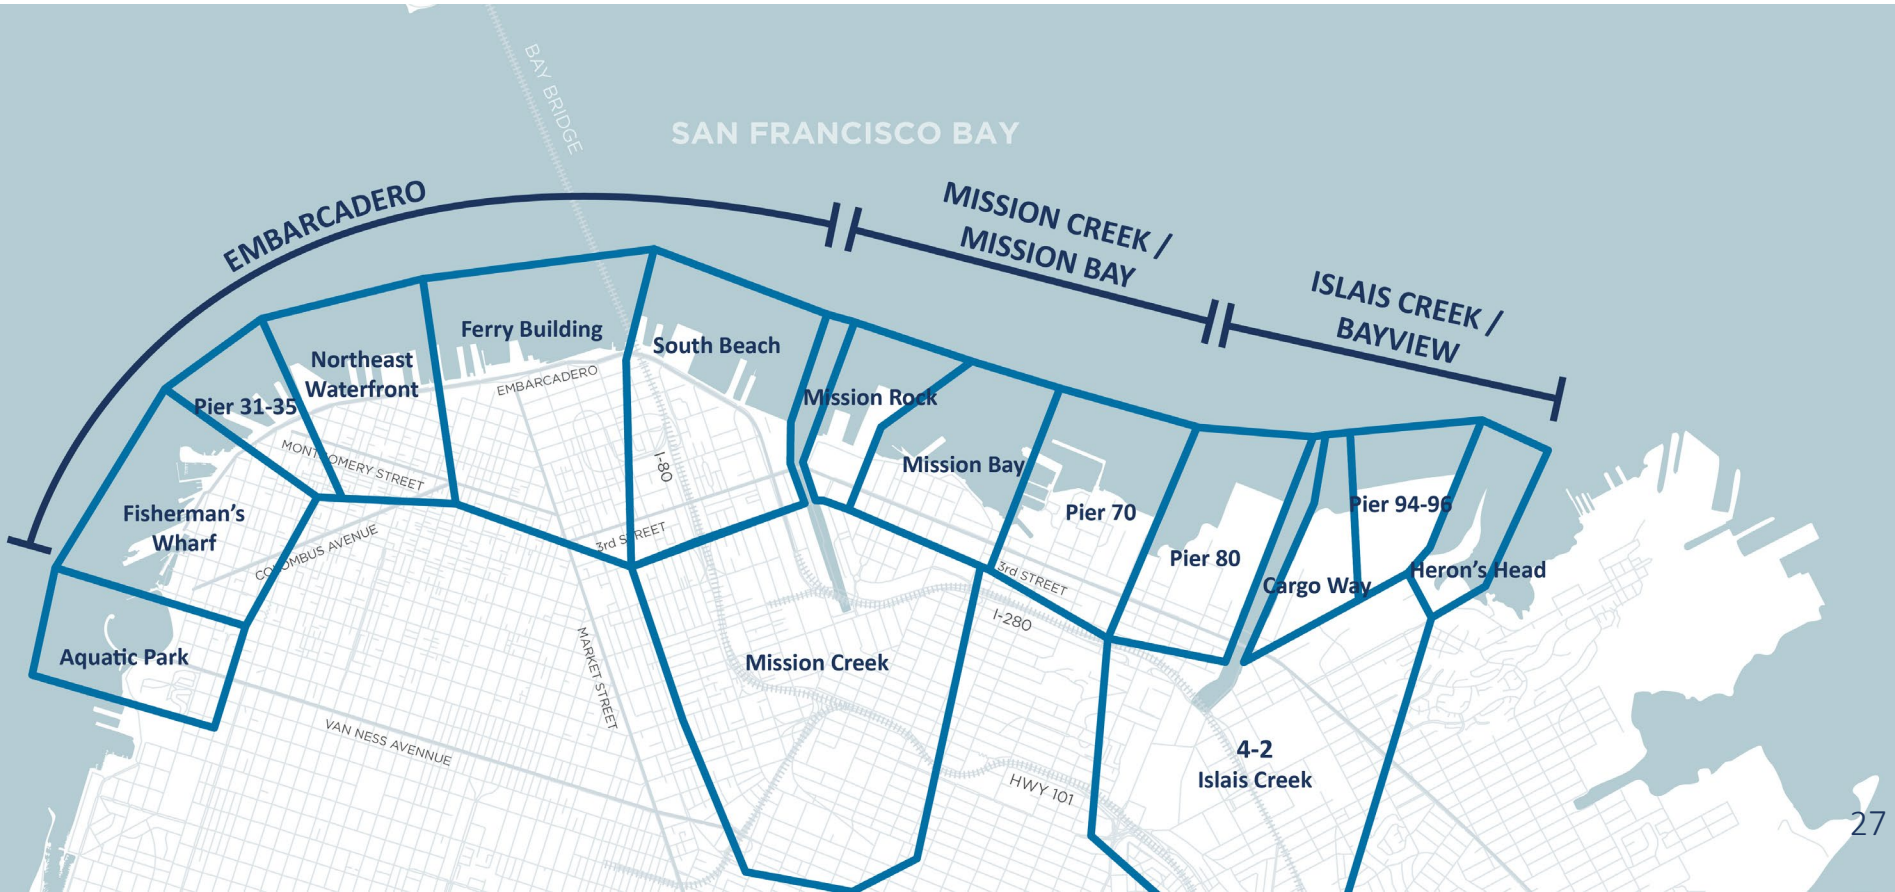 BAY BRIDGE
SAN FRANCISCO BAY
EMBARCADERO
MISSION CREEK /
MISSION BAY
ISLAIS CREEK /
BAYVIEW
Ferry Building
South Beach
Northeast
Waterfront
EMBARCADERO
Pier 31-35
Mission Rock
MONTGOMERY STREET
I-80
Mission Bay
Pier 70
Pier 94-96
Fisherman's
Wharf
COLUMBUS AVENUE
3rd STREET
Pier 80
3rd STREET
Cargo Way
Heron's Head
I-280
Aquatic Park
MARKET STREET
Mission Creek
VAN NESS AVENNUE
HWY 101
4-2
Islais Creek
27